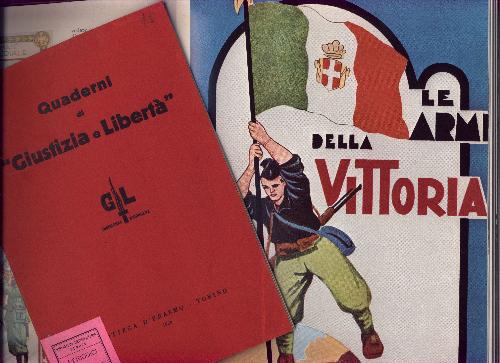 Quaderni
di
"Giustizia e Libertà"
GL
TORINO
LE
ARMI
DELLA
VITTORIA